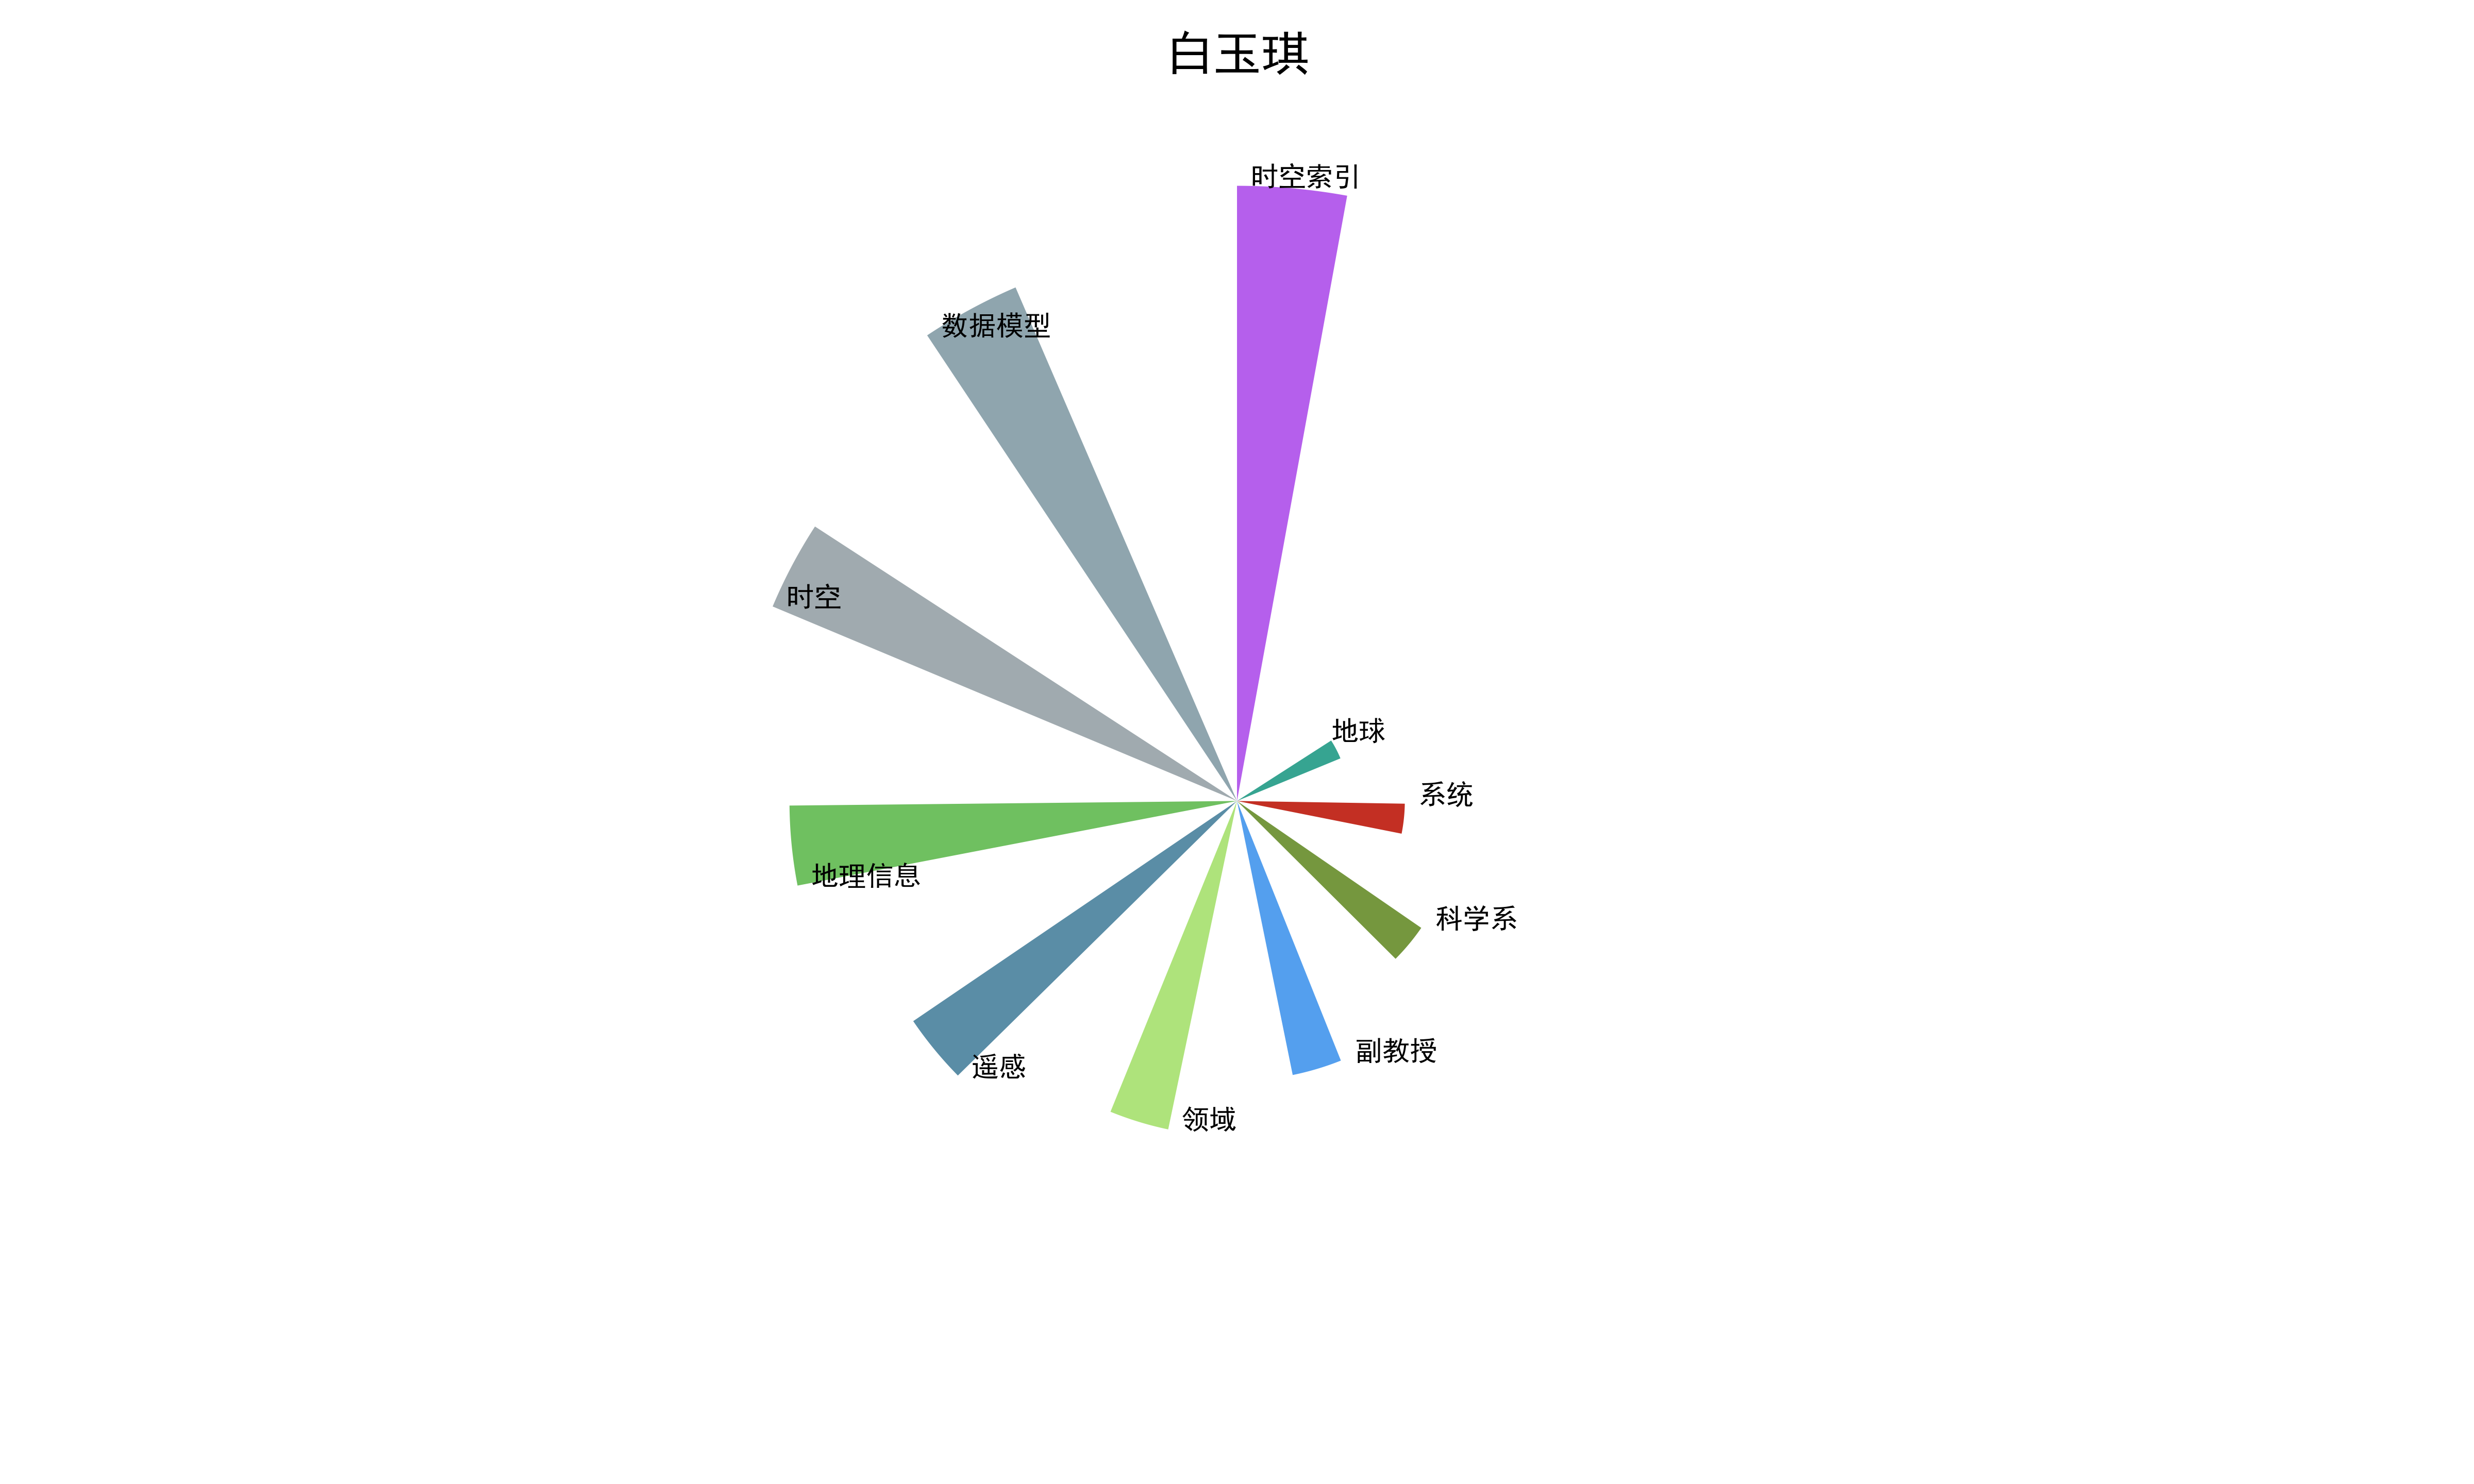 白玉琪
时空索引
数据模型
时空
地球
系统
地理信息
科学系
副教授
遥感
领域